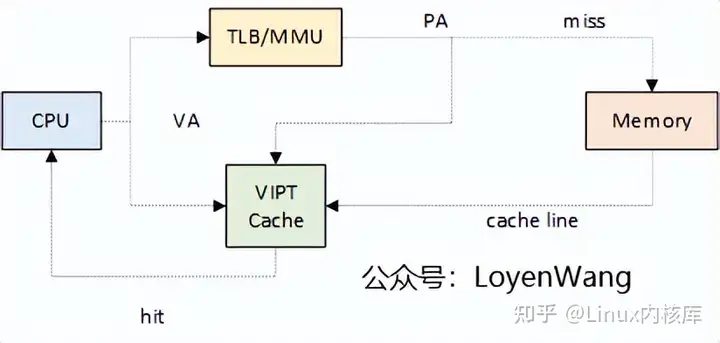 TLB/MMU
PA
miss
CPU
VA
Memory
VIPT
Cache
cache line
公众号：LoyenWang
hit
知乎 @Linux内核库